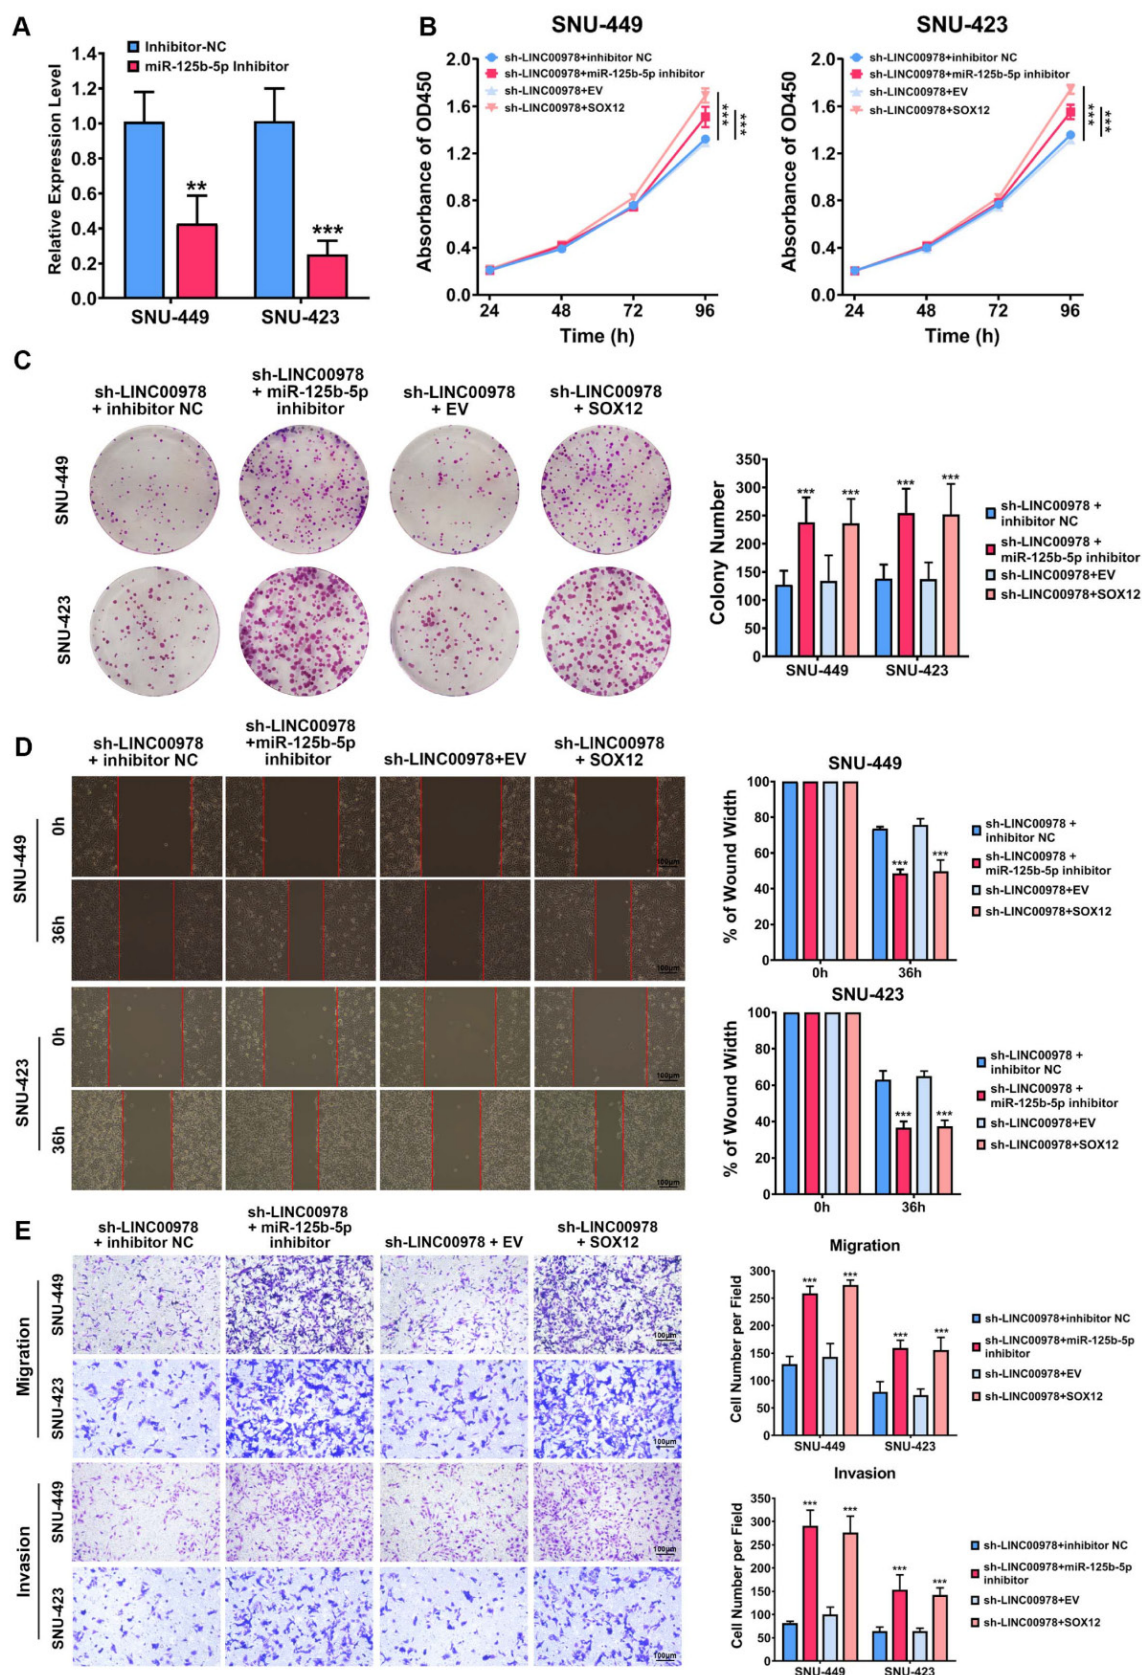 A
Inhibitor-NC
miR-125b-5p Inhibitor
Relative Expression Level
1.4
1.2
1.0
0.8
0.6
0.4
0.2
0.0
**
***
SNU-449
SNU-423
B
SNU-449
sh-LINC00978+inhibitor NC
sh-LINC00978+miR-125b-5p inhibitor
sh-LINC00978+EV
sh-LINC00978+SOX12
Absorbance of OD450
2.0
1.6
1.2
0.8
0.4
0.0
***
***
24
48
72
96
Time (h)
SNU-423
sh-LINC00978+inhibitor NC
sh-LINC00978+miR-125b-5p inhibitor
sh-LINC00978+EV
sh-LINC00978+SOX12
Absorbance of OD450
2.0
1.6
1.2
0.8
0.4
0.0
***
***
24
48
72
96
Time (h)
C
sh-LINC00978
+ inhibitor NC
sh-LINC00978
+ miR-125b-5p
inhibitor
sh-LINC00978
+ EV
sh-LINC00978
+ SOX12
SNU-449
SNU-423
Colony Number
350
300
250
200
150
100
50
0
***
***
***
***
SNU-449
SNU-423
sh-LINC00978 +
inhibitor NC
sh-LINC00978 +
miR-125b-5p inhibitor
sh-LINC00978+EV
sh-LINC00978+SOX12
D
sh-LINC00978
+ inhibitor NC
sh-LINC00978
+miR-125b-5p
inhibitor
sh-LINC00978+EV
sh-LINC00978
+ SOX12
SNU-449
0h
36h
SNU-423
0h
36h
100μm
100μm
100μm
100μm
SNU-449
% of Wound Width
100
80
60
40
20
0
***
***
0h
36h
sh-LINC00978 +
inhibitor NC
sh-LINC00978 +
miR-125b-5p inhibitor
sh-LINC00978+EV
sh-LINC00978+SOX12
SNU-423
% of Wound Width
100
80
60
40
20
0
***
***
0h
36h
sh-LINC00978 +
inhibitor NC
sh-LINC00978 +
miR-125b-5p inhibitor
sh-LINC00978+EV
sh-LINC00978+SOX12
E
sh-LINC00978
+ inhibitor NC
sh-LINC00978
+ miR-125b-5p
inhibitor
sh-LINC00978 + EV
sh-LINC00978
+ SOX12
Migration
SNU-449
SNU-423
Invasion
SNU-449
SNU-423
100μm
100μm
100μm
100μm
Migration
Cell Number per Field
300
250
200
150
100
50
0
***
***
***
***
SNU-449
SNU-423
sh-LINC00978+inhibitor NC
sh-LINC00978+miR-125b-5p
inhibitor
sh-LINC00978+EV
sh-LINC00978+SOX12
Invasion
Cell Number per Field
350
300
250
200
150
100
50
0
***
***
***
***
SNU-449
SNU-423
sh-LINC00978+inhibitor NC
sh-LINC00978+miR-125b-5p
inhibitor
sh-LINC00978+EV
sh-LINC00978+SOX12